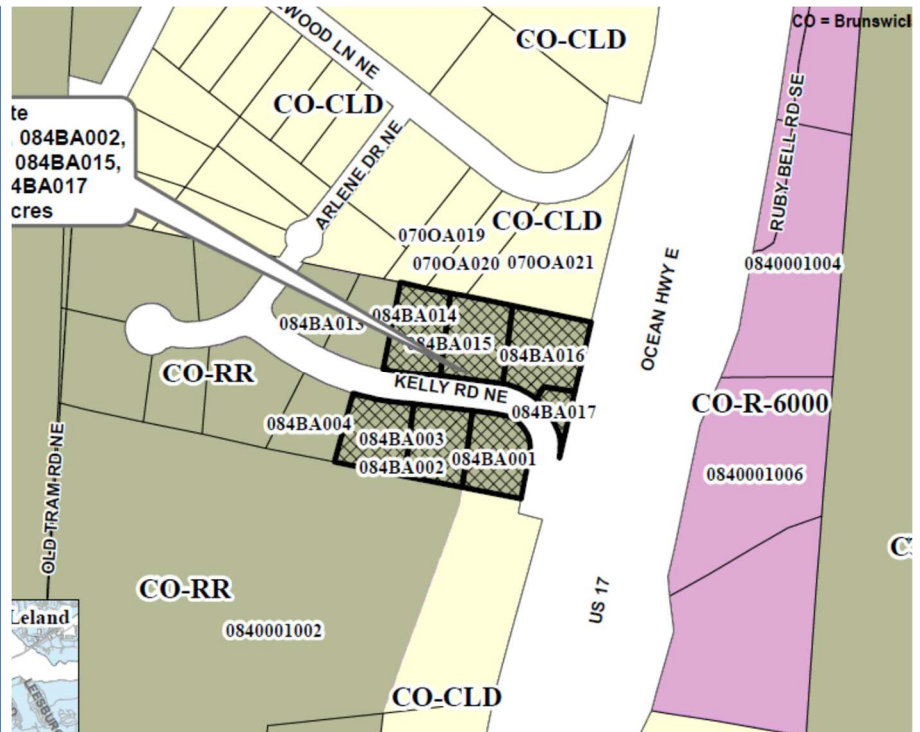 EWOOD LN NE
CO-CLD
CO = Brunswick
te
, 084BA002,
084BA015,
4BA017
cres
CO-CLD
ARLENE DR NE
RUBY-BELL-RD-SE
CO-CLD
070OA019
070OA020
070OA021
0840001004
OCEAN HWY E
084BA013
084BA014
084BA015
084BA016
CO-RR
KELLY RD NE
084BA017
CO-R-6000
084BA004
084BA003
084BA002
084BA001
0840001006
OLD-TRAM-RD-NE
CO-RR
0840001002
US 17
Leland
LEESBURG
CO-CLD